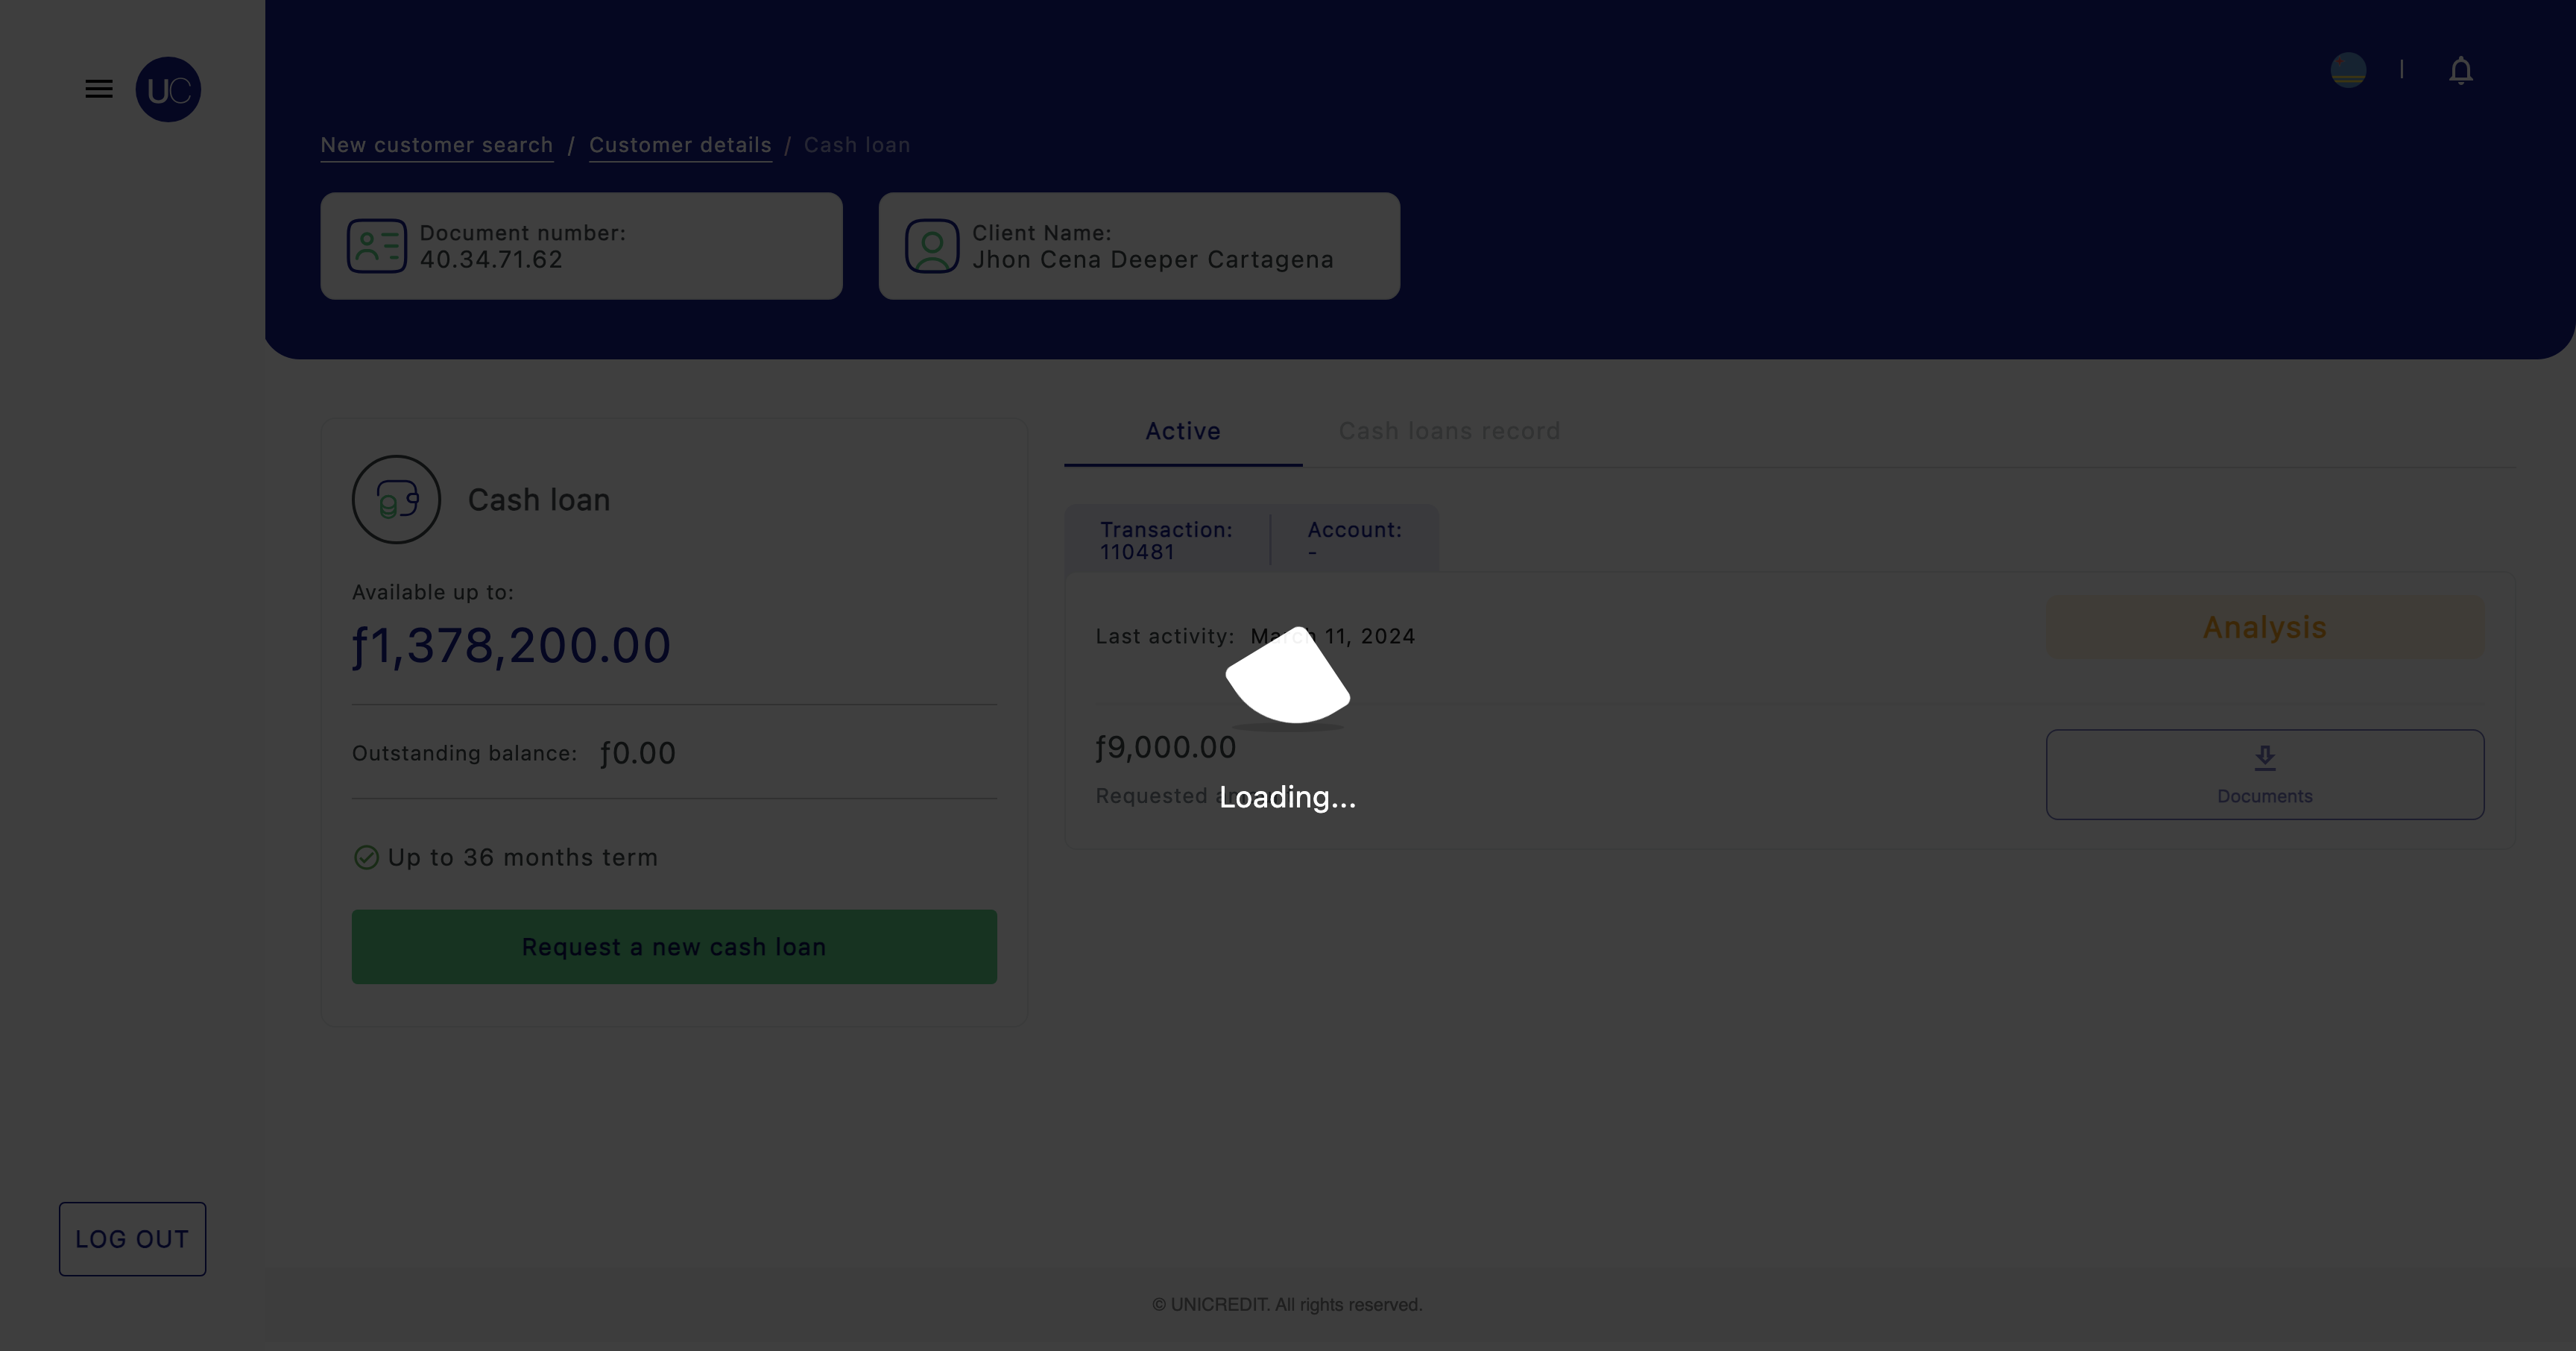 UC
New customer search / Customer details / Cash loan
Document number:
40.34.71.62
Client Name:
Jhon Cena Deeper Cartagena
Cash loan
Available up to:
ƒ1,378,200.00
Outstanding balance: ƒ0.00
Up to 36 months term
Request a new cash loan
Active Cash loans record
Transaction:
110481
Account:
-
Last activity: March 11, 2024
Analysis
ƒ9,000.00
Requested
Documents
Loading...
LOG OUT
© UNICREDIT. All rights reserved.